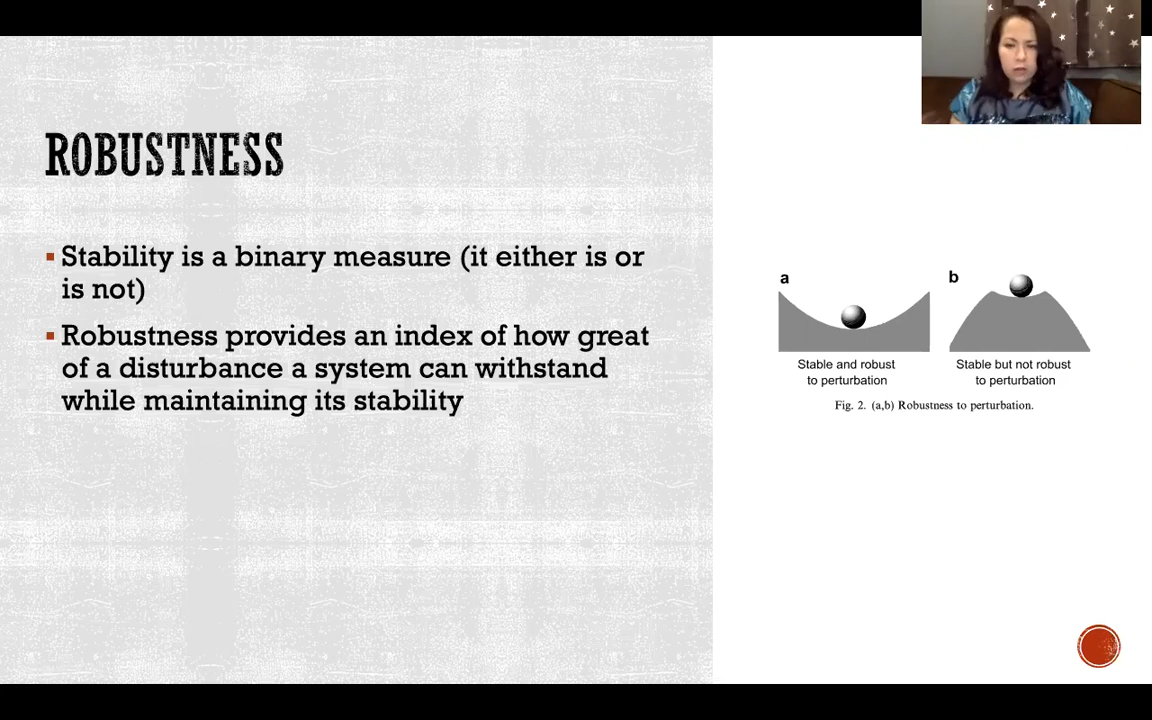 ROBUSTNESS
▪ Stability is a binary measure (it either is or
is not)
▪ Robustness provides an index of how great
of a disturbance a system can withstand
while maintaining its stability
a
b
Stable and robust
to perturbation
Stable but not robust
to perturbation
Fig. 2. (a,b) Robustness to perturbation.